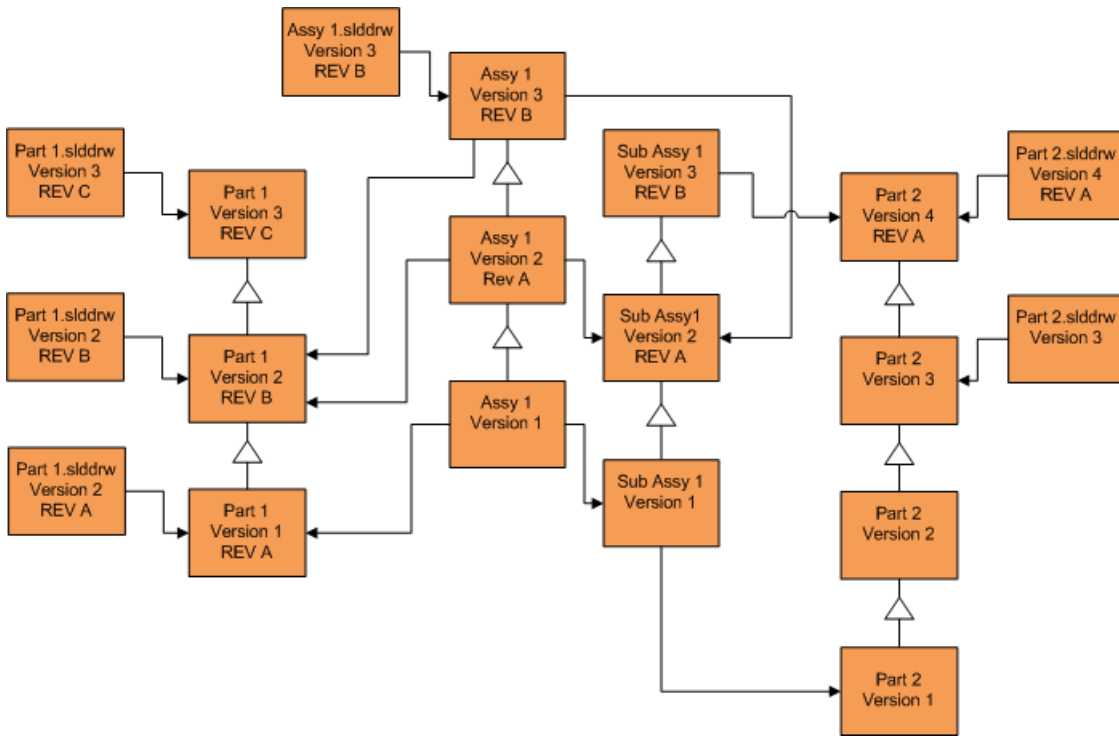 Assy 1.slddrw
Version 3
REV B
Assy 1
Version 3
REV B
Part 1.slddrw
Version 3
REV C
Part 1
Version 3
REV C
Sub Assy 1
Version 3
REV B
Part 2
Version 4
REV A
Part 2.slddrw
Version 4
REV A
Assy 1
Version 2
Rev A
Part 1.slddrw
Version 2
REV B
Part 1
Version 2
REV B
Sub Assy1
Version 2
REV A
Part 2
Version 3
Part 2.slddrw
Version 3
Assy 1
Version 1
Part 1.slddrw
Version 2
REV A
Part 1
Version 1
REV A
Sub Assy 1
Version 1
Part 2
Version 2
Part 2
Version 1